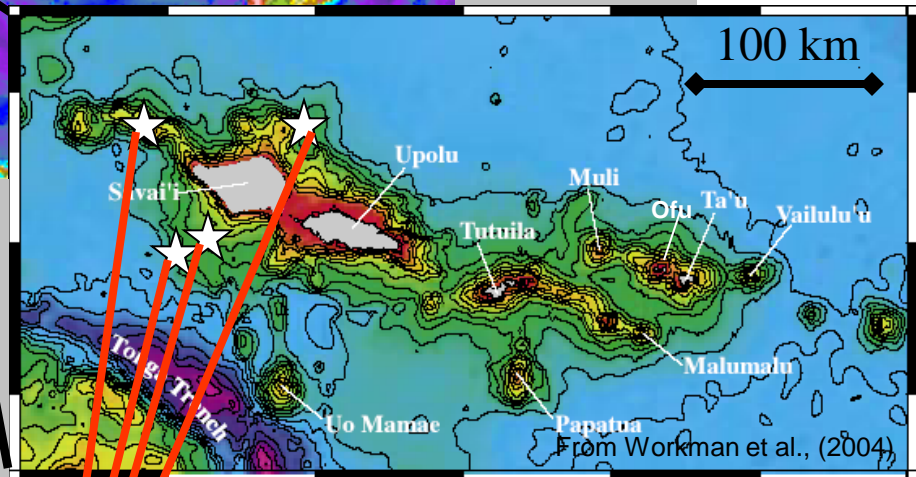 100 km
Upolu
Savai'i
Muli
Ofu
Ta'u
Vailulu'u
Tutuila
Tonga Trench
Malumalu
Uo Mamae
Papatua
From Workman et al., (2004)